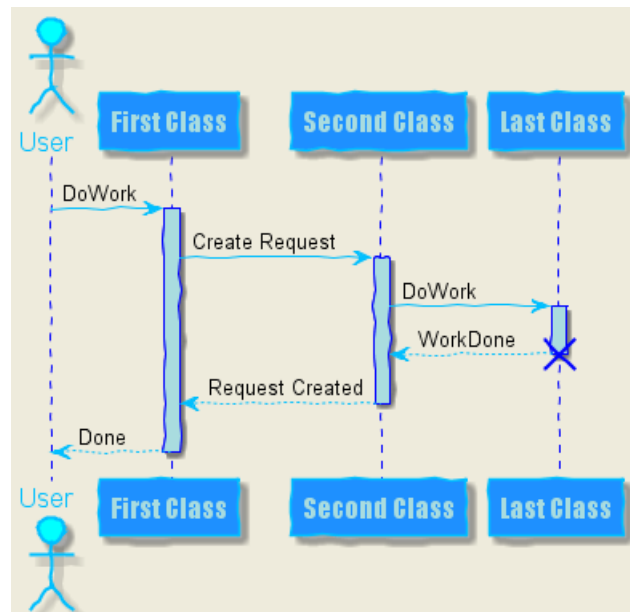 User
First Class
Second Class
Last Class
DoWork
Create Request
DoWork
WorkDone
Request Created
Done
User
First Class
Second Class
Last Class